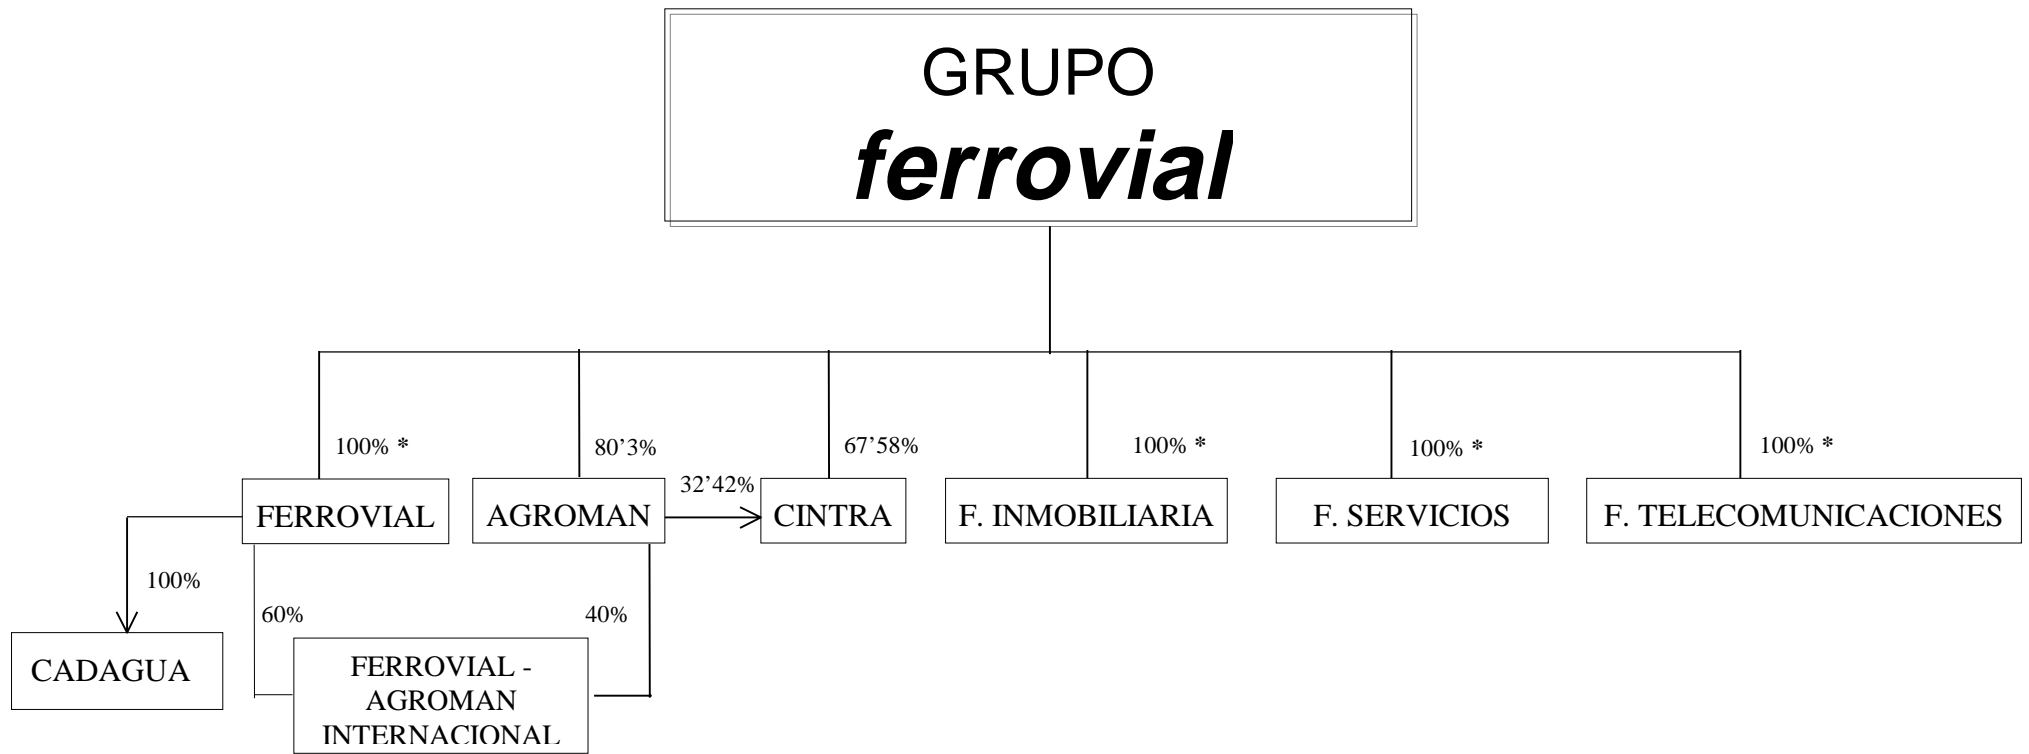 GRUPO
ferrovial
100% *
80’3%
67’58%
100% *
100% *
100% *
32’42%
FERROVIAL
AGROMAN
CINTRA
F. INMOBILIARIA
F. SERVICIOS
F. TELECOMUNICACIONES
100%
60%
40%
CADAGUA
FERROVIAL -
AGROMAN
INTERNACIONAL